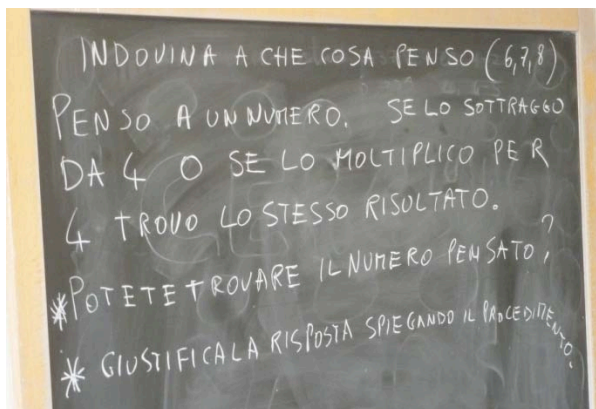 INDOVINA A CHE COSA PENSO (6,7,8)
PENSO A UN NUMERO. SE LO SOTTRAGGO
DA 4 O SE LO MOLTIPLICO PER
4 TROVO LO STESSO RISULTATO.
* POTETE TROVARE IL NUMERO PENSATO?
* GIUSTIFICA LA RISPOSTA SPIEGANDO IL PROCEDIMENTO.